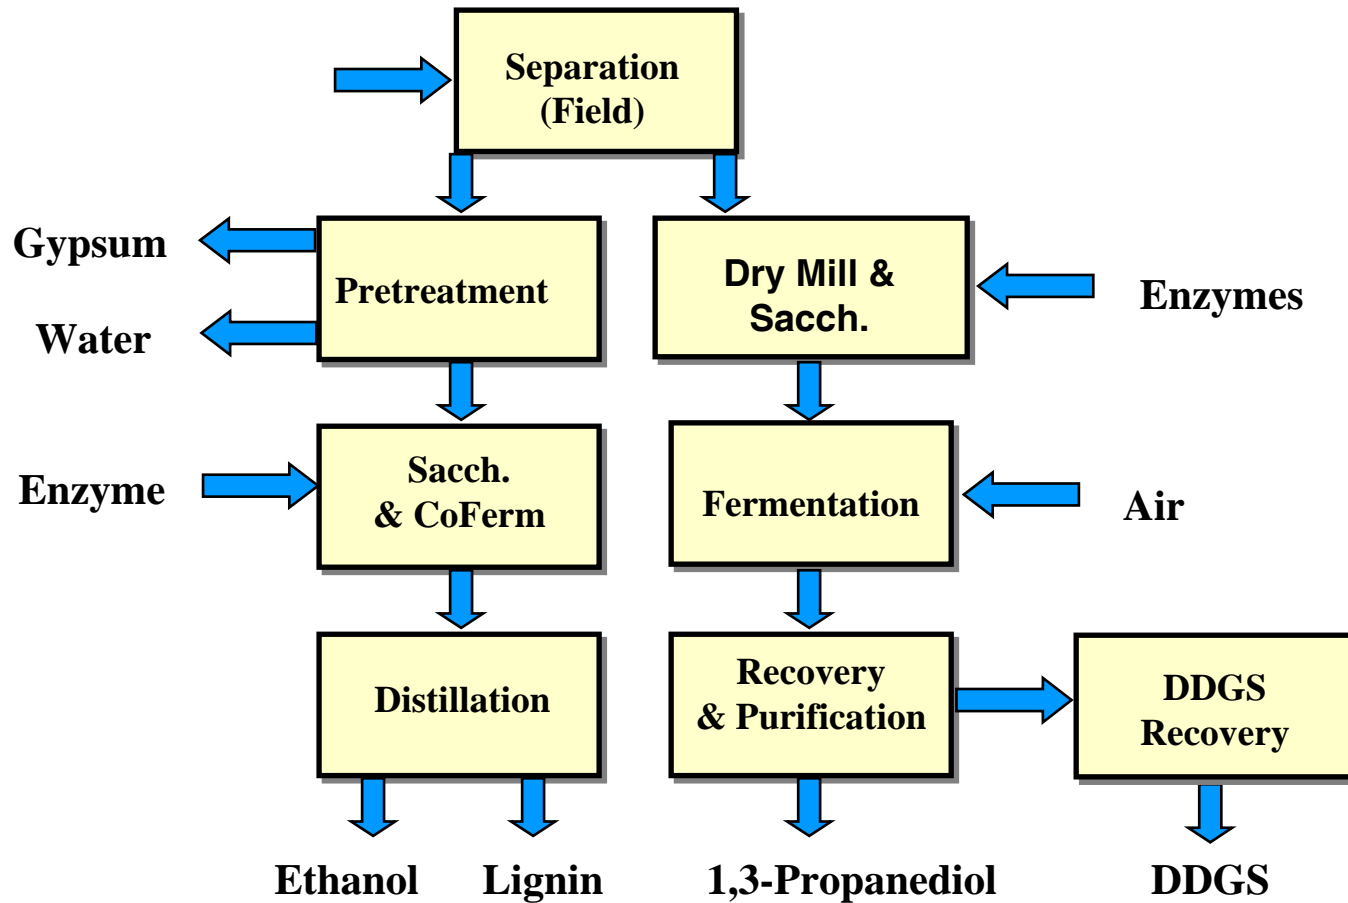 Separation
(Field)
Gypsum
Water
Pretreatment
Dry Mill &
Sacch.
Enzymes
Enzyme
Sacch.
& CoFerm
Fermentation
Air
Distillation
Recovery
& Purification
DDGS
Recovery
Ethanol
Lignin
1,3-Propanediol
DDGS